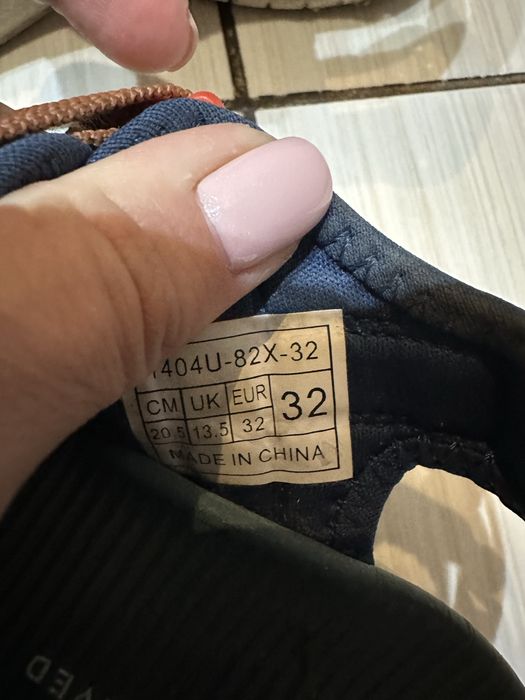 404U-82X-32
CM UK EUR 32
20.5 13.5 32
MADE IN CHINA